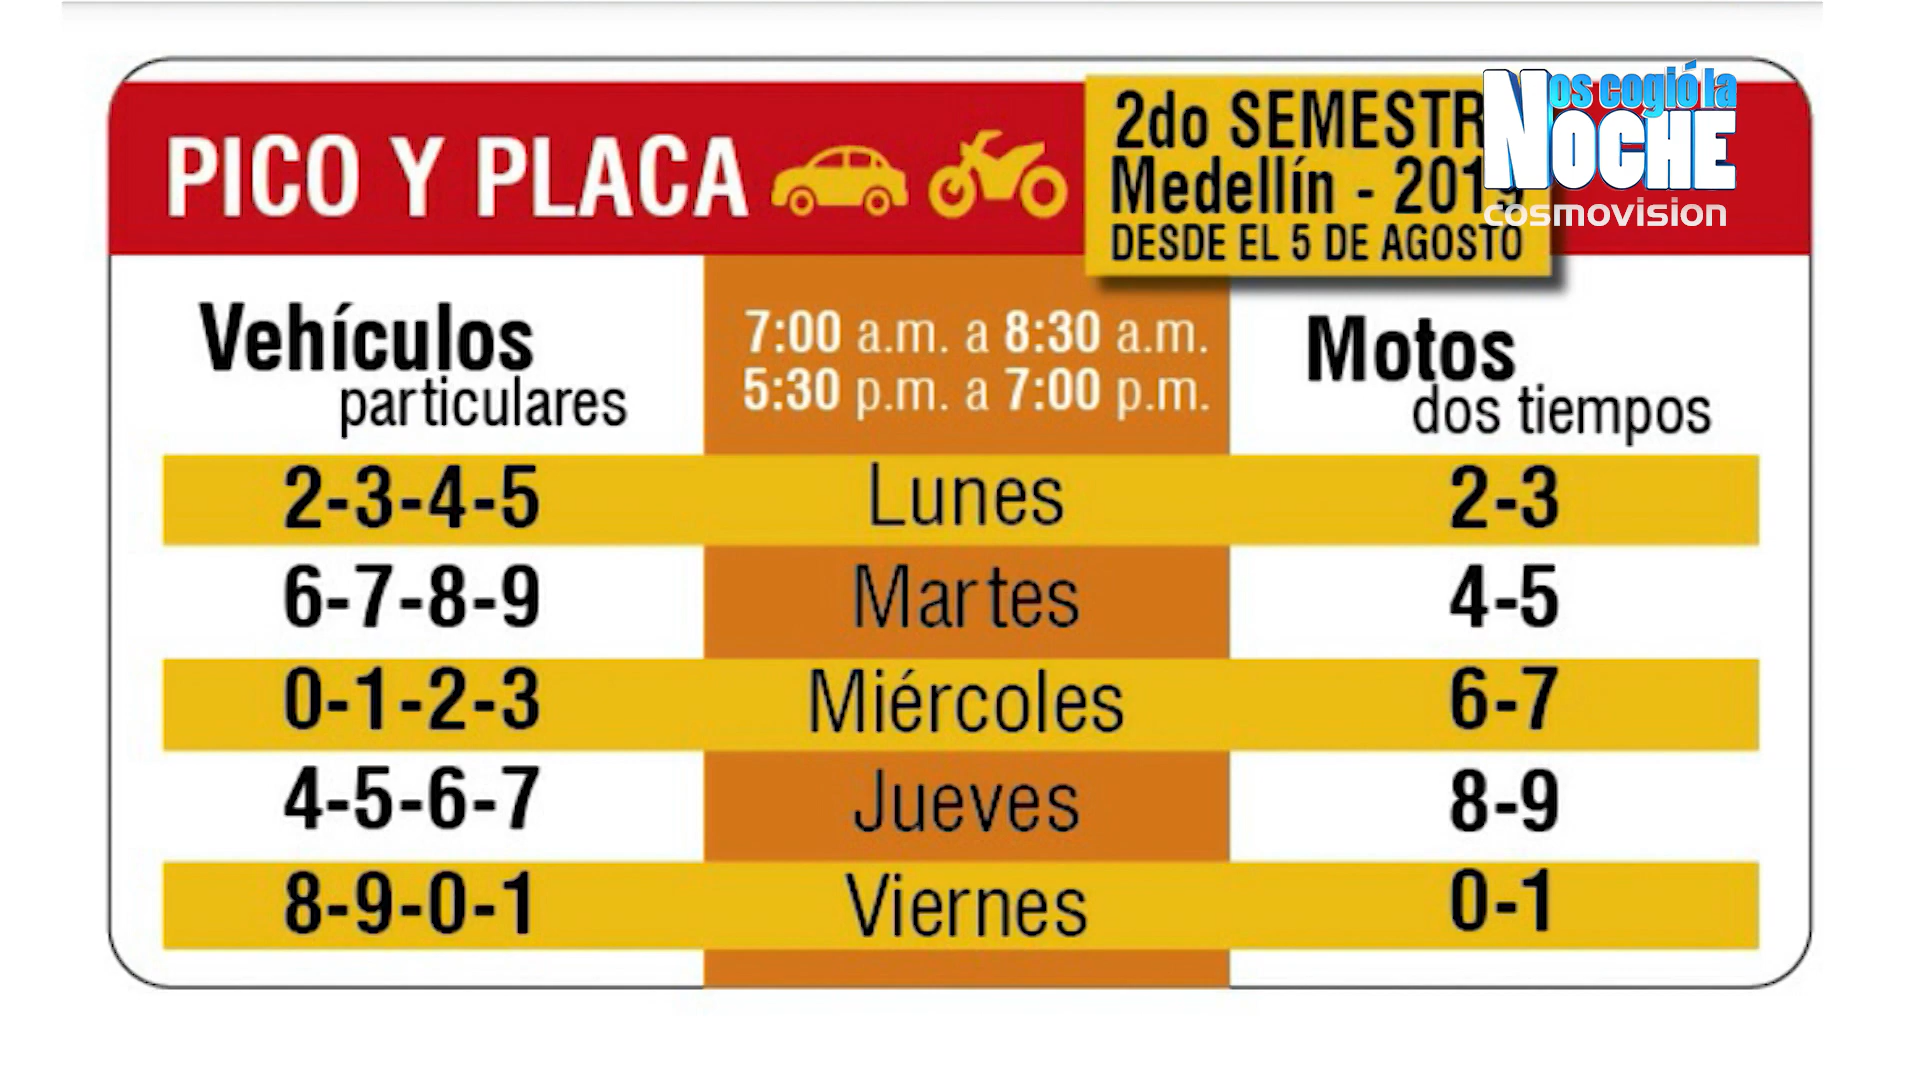 PICO Y PLACA
2do SEMESTR
Medellín - 2019
DESDE EL 5 DE AGOSTO
Nos cogió la
NOCHE
cosmovision
Vehículos
particulares
7:00 a.m. a 8:30 a.m.
5:30 p.m. a 7:00 p.m.
Motos
dos tiempos
2-3-4-5 Lunes 2-3
6-7-8-9 Martes 4-5
0-1-2-3 Miércoles 6-7
4-5-6-7 Jueves 8-9
8-9-0-1 Viernes 0-1